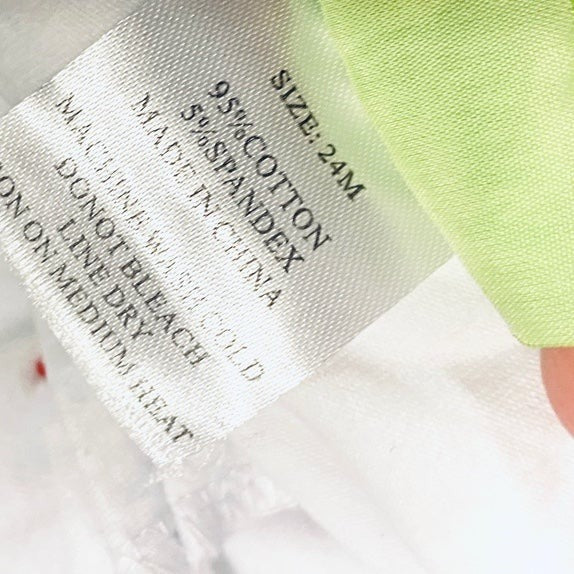 SIZE: 24M
95%COTTON
5%SPANDEX
MADE IN CHINA
MACHINE WASH COLD
DONOT BLEACH
LINE DRY
ON ON MEDIUM HEAT